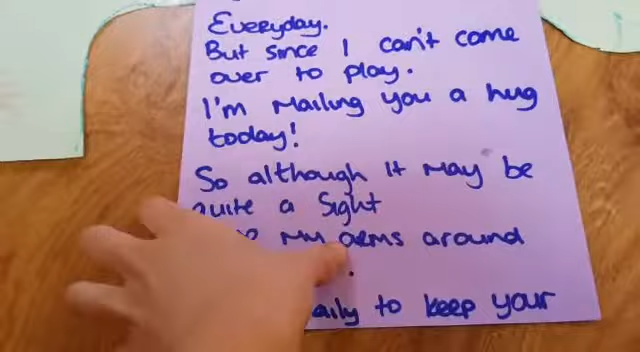 Everyday.
But since I can't come
over to play.
I'm Mailing you a hug
today!
So although it May be
quite a Sight
My arms around
.
to keep your